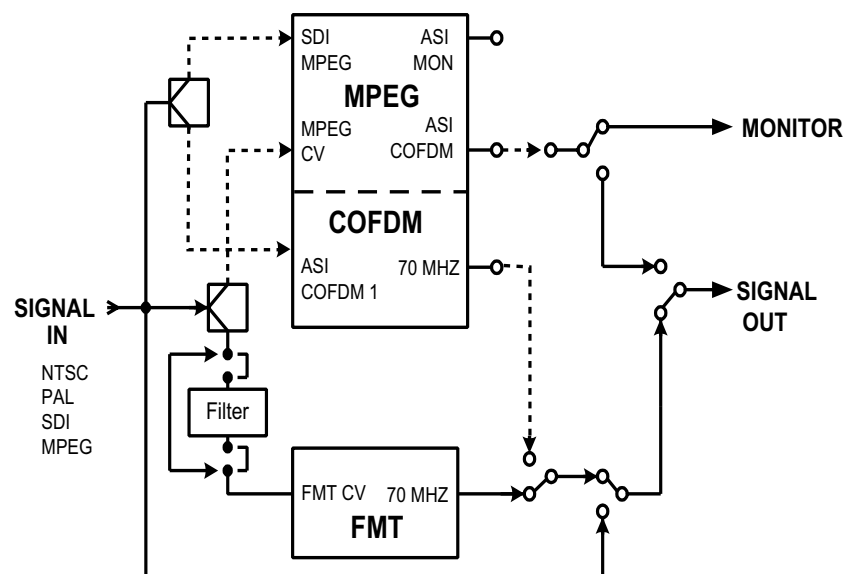 SDI
MPEG
ASI
MON
MPEG
MPEG
CV
ASI
COFDM
COFDM
ASI
COFDM 1
70 MHZ
MONITOR
SIGNAL
OUT
SIGNAL
IN
NTSC
PAL
SDI
MPEG
Filter
FMT CV
70 MHZ
FMT